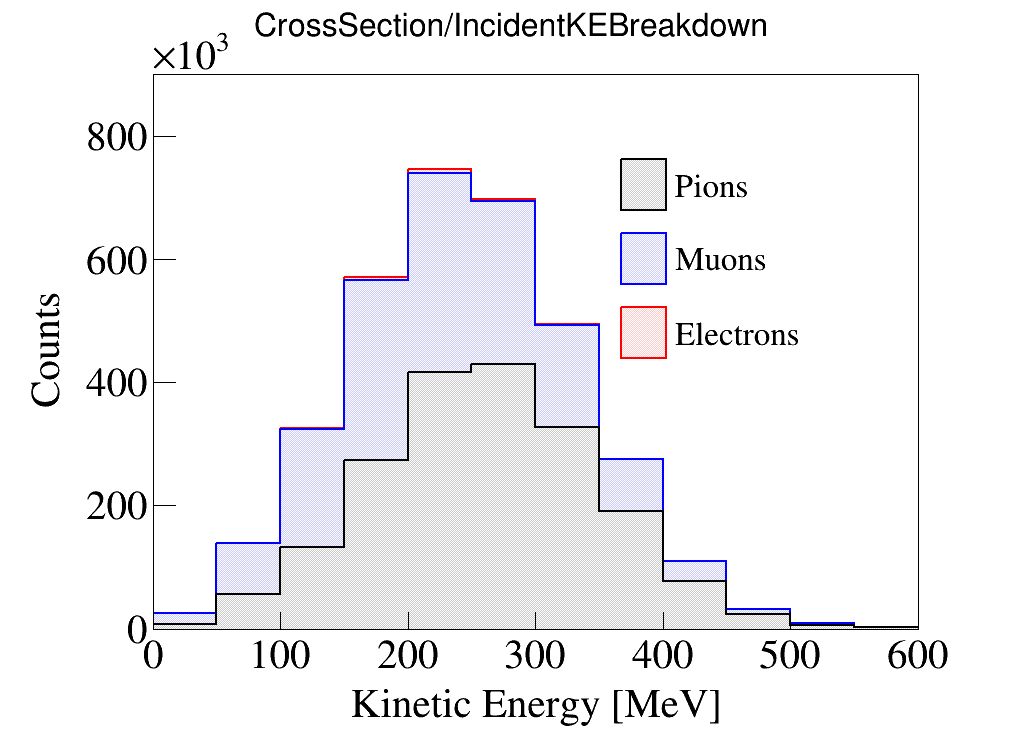 CrossSection/IncidentKEBreakdown
×10³
800
600
400
200
0
Counts
Pions
Muons
Electrons
0 100 200 300 400 500 600
Kinetic Energy [MeV]